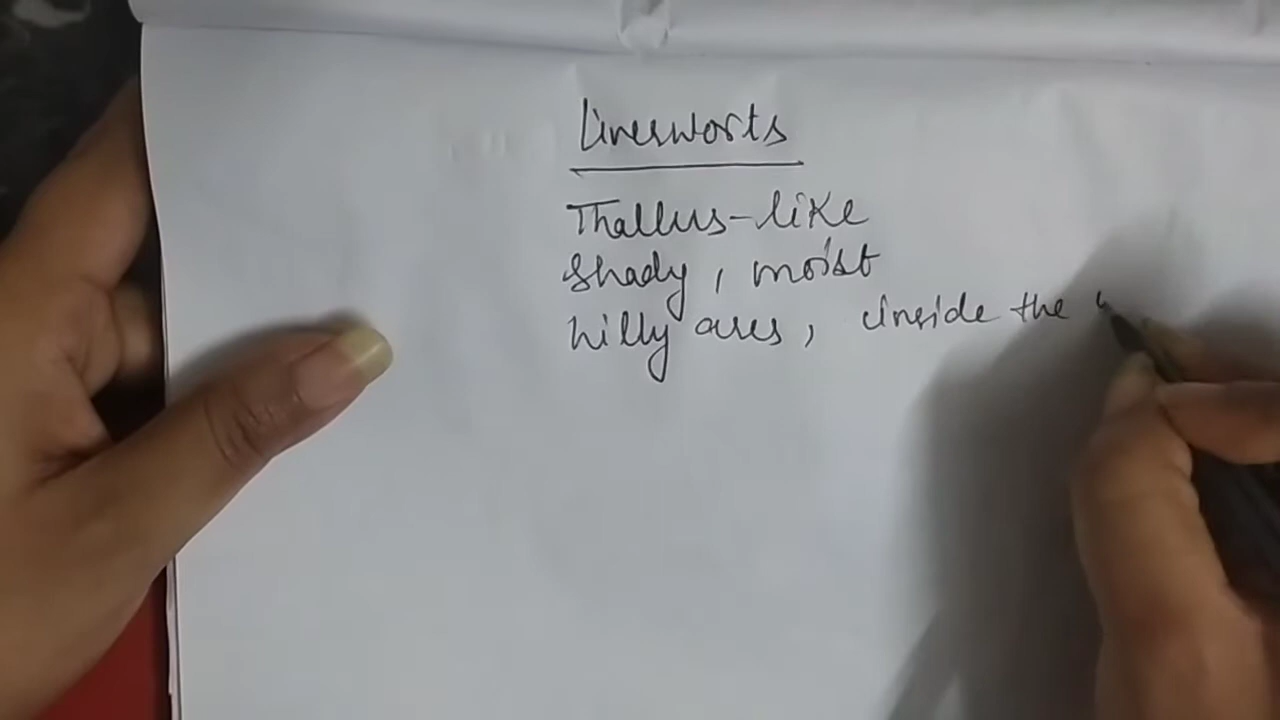 Liverworts
Thallus-like
Shady, moist
hilly ares, inside the